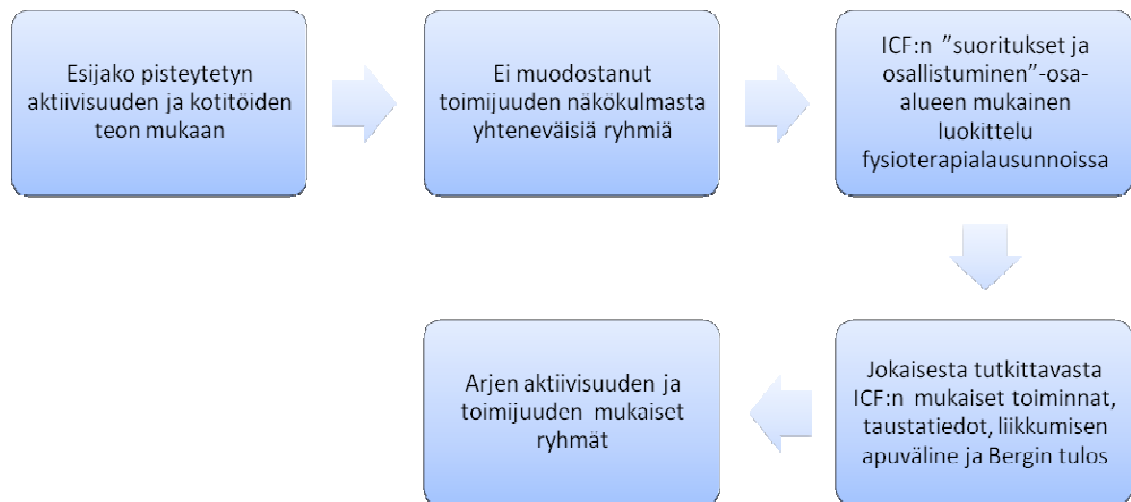 Esijako pisteytetyn
aktiivisuuden ja kotitöiden
teon mukaan
Ei muodostanut
toimijuuden näkökulmasta
yhteneväisiä ryhmiä
ICF:n ”suoritukset ja
osallistuminen”-osa-
alueen mukainen
luokittelu
fysioterapialausunnoissa
Jokaisesta tutkittavasta
ICF:n mukaiset toiminnat,
taustatiedot, liikkumisen
apuväline ja Bergin tulos
Arjen aktiivisuuden ja
toimijuuden mukaiset
ryhmät